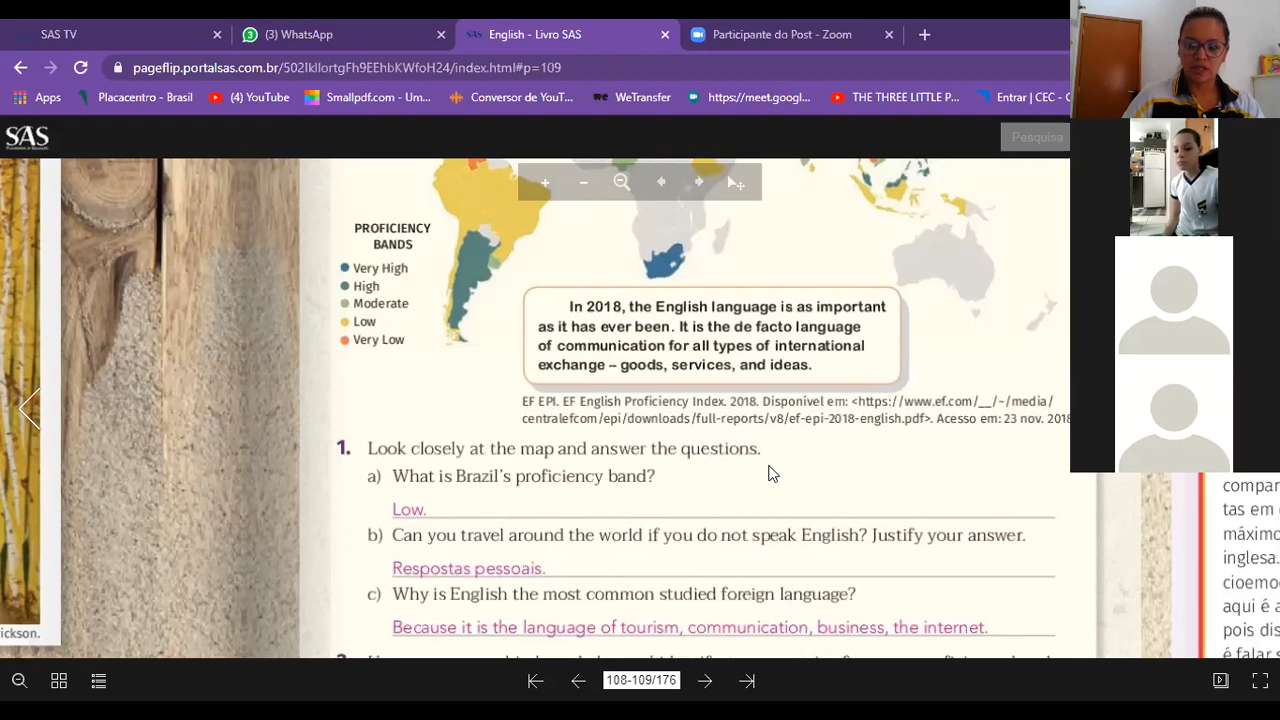 SAS TV
(3) WhatsApp
English - Livro SAS
Participante do Post - Zoom
pageflip.portalsas.com.br/502IkIlortgFh9EEhbKWfoH24/index.html#p=109
Apps
Placacentro - Brasil
(4) YouTube
Smallpdf.com - Um...
Conversor de YouT...
WeTransfer
https://meet.googl...
THE THREE LITTLE P...
Entrar | CEC - C
SAS
Pesquisa
PROFICIENCY
BANDS
Very High
High
Moderate
Low
Very Low
In 2018, the English language is as important
as it has ever been. It is the de facto language
of communication for all types of international
exchange – goods, services, and ideas.
EF EPI. EF English Proficiency Index. 2018. Disponível em: <https://www.ef.com/__/~/media/
centralefcom/epi/downloads/full-reports/v8/ef-epi-2018-english.pdf>. Acesso em: 23 nov. 2018
1. Look closely at the map and answer the questions.
a) What is Brazil's proficiency band?
Low.
b) Can you travel around the world if you do not speak English? Justify your answer.
Respostas pessoais.
c) Why is English the most common studied foreign language?
Because it is the language of tourism, communication, business, the internet.
ickson.
compar
tas em
máximo
inglesa.
cioemo
aqui é a
pois dis
é falar s
108-109/176